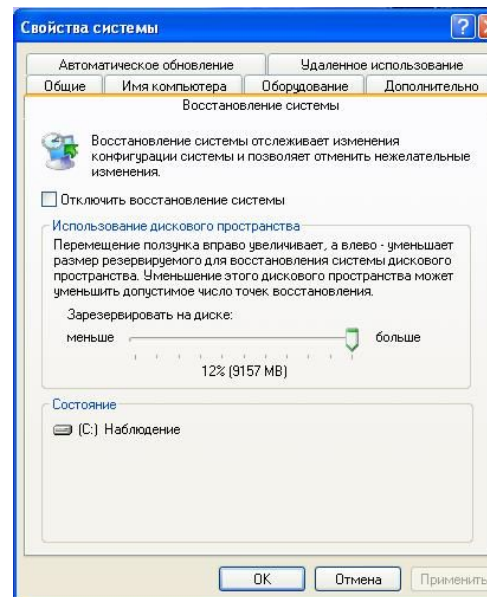 Свойства системы
?
Автоматическое обновление
Удаленное использование
Общие
Имя компьютера
Оборудование
Дополнительно
Восстановление системы
Восстановление системы отслеживает изменения
конфигурации системы и позволяет отменить нежелательные
изменения.
Отключить восстановление системы
Использование дискового пространства
Перемещение ползунка вправо увеличивает, а влево - уменьшает
размер резервируемого для восстановления системы дискового
пространства. Уменьшение этого дискового пространства может
уменьшить допустимое число точек восстановления.
Зарезервировать на диске:
меньше
больше
12% (9157 MB)
Состояние
(C:) Наблюдение
OK
Отмена
Применить